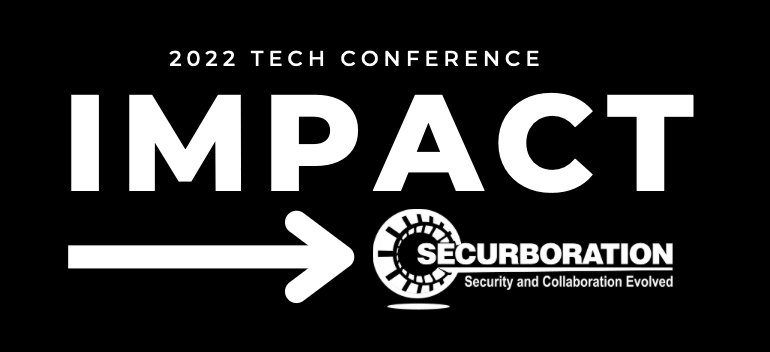 2022 TECH CONFERENCE
IMPACT
SECURBORATION
Security and Collaboration Evolved